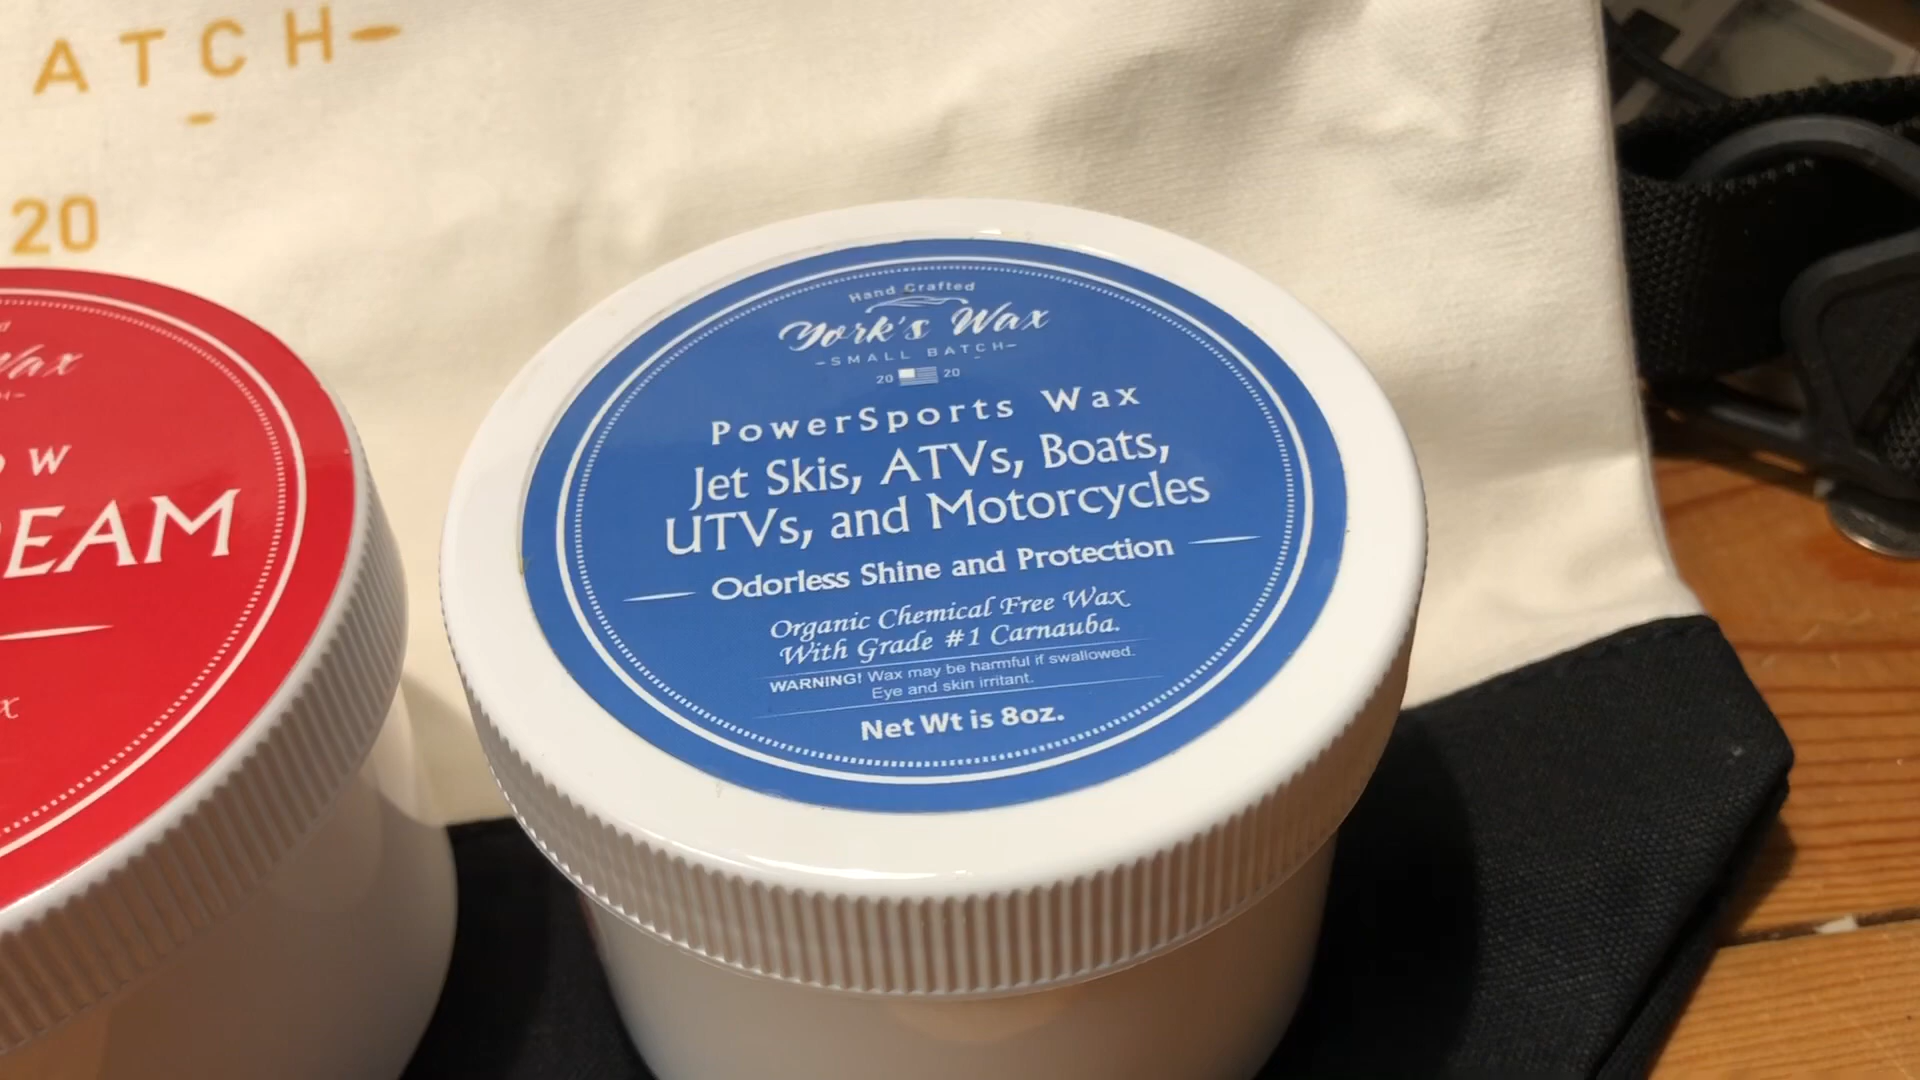 ATCH-
20
Wax
OW
REAM
Hand Crafted
York's Wax
-SMALL BATCH-
20 20
PowerSports Wax
Jet Skis, ATVs, Boats,
UTVs, and Motorcycles
Odorless Shine and Protection
Organic Chemical Free Wax
With Grade #1 Carnauba.
WARNING! Wax may be harmful if swallowed.
Eye and skin irritant.
Net Wt is 8oz.